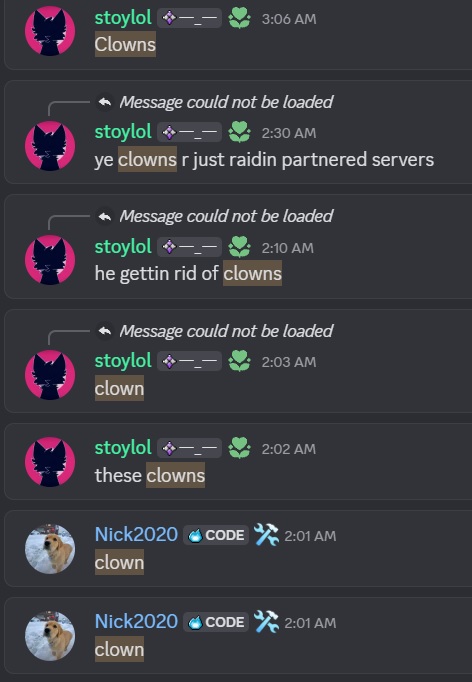 stoylol —_— 3:06 AM
Clowns
Message could not be loaded
stoylol —_— 2:30 AM
ye clowns r just raidin partnered servers
Message could not be loaded
stoylol —_— 2:10 AM
he gettin rid of clowns
Message could not be loaded
stoylol —_— 2:03 AM
clown
stoylol —_— 2:02 AM
these clowns
Nick2020 CODE 2:01 AM
clown
Nick2020 CODE 2:01 AM
clown